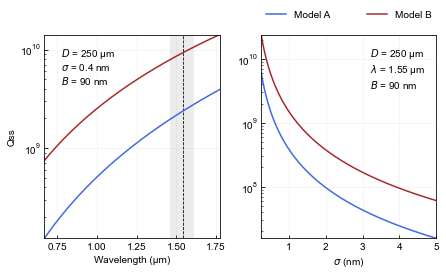 Model A
Model B
10¹⁰
D = 250 µm
σ = 0.4 nm
B = 90 nm
10⁹
Qss
0.75
1.00
1.25
1.50
1.75
Wavelength (µm)
10¹⁰
D = 250 µm
λ = 1.55 µm
B = 90 nm
10⁹
10⁸
1
2
3
4
5
σ (nm)